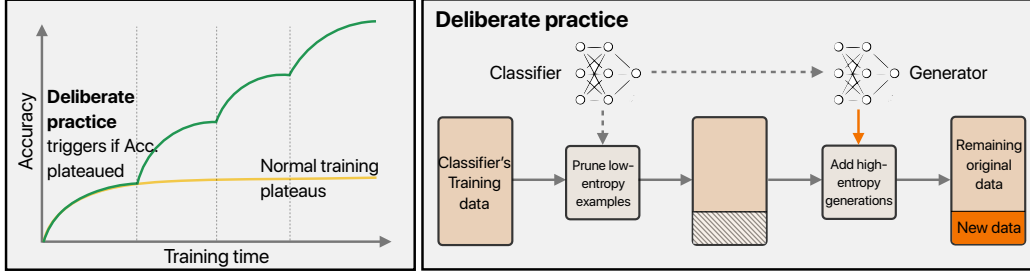 Accuracy
Deliberate
practice
triggers if Acc.
plateaued
Normal training
plateaus
Training time
Deliberate practice
Classifier
Generator
Classifier's
Training
data
Prune low-
entropy
examples
Add high-
entropy
generations
Remaining
original
data
New data